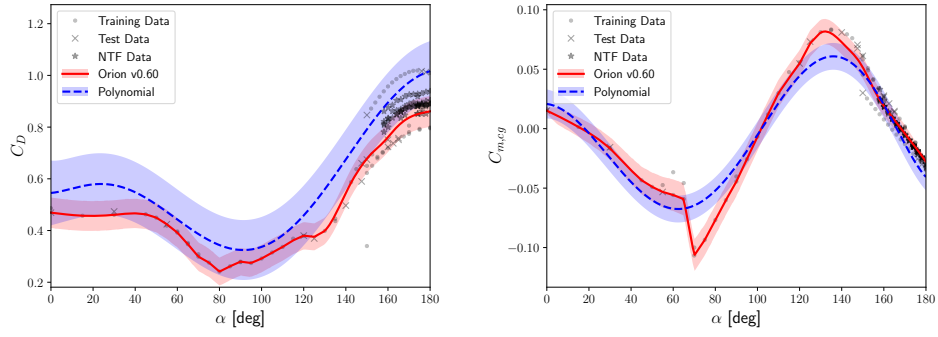 1.2
1.0
0.8
0.6
0.4
0.2
C_D
Training Data
Test Data
NTF Data
Orion v0.60
Polynomial
0 20 40 60 80 100 120 140 160 180
α [deg]
0.10
0.05
0.00
−0.05
−0.10
C_{m,cg}
Training Data
Test Data
NTF Data
Orion v0.60
Polynomial
0 20 40 60 80 100 120 140 160 180
α [deg]